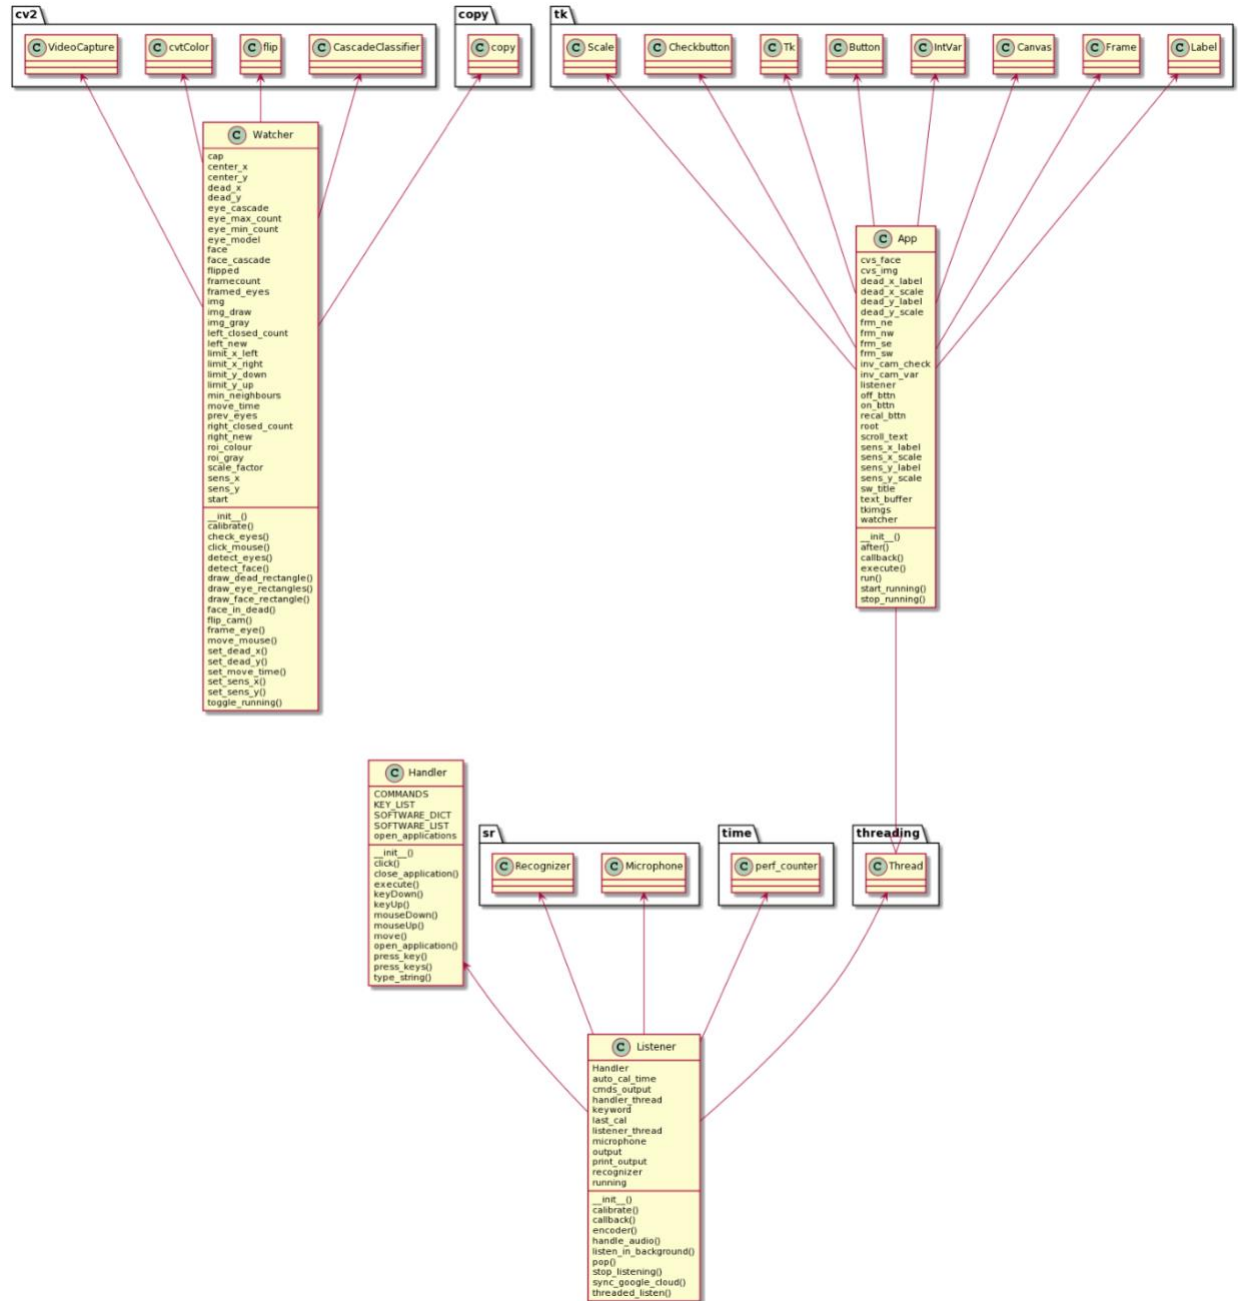 cv2
copy
tk
VideoCapture
cvtColor
flip
CascadeClassifier
copy
Scale
Checkbutton
Tk
Button
IntVar
Canvas
Frame
Label
Watcher
cap
center_x
center_y
dead_x
dead_y
eye_cascade
eye_max_count
eye_min_count
eye_model
face
face_cascade
flipped
framecount
framed_eyes
img
img_draw
img_gray
left_closed_count
left_new
limit_x_left
limit_x_right
limit_y_down
limit_y_up
min_neighbours
move_time
prev_eyes
right_closed_count
right_new
roi_colour
roi_gray
scale_factor
sens_x
sens_y
start
__init__()
calibrate()
check_eyes()
click_mouse()
detect_eyes()
detect_face()
draw_dead_rectangle()
draw_eye_rectangles()
draw_face_rectangle()
face_in_dead()
flip_cam()
frame_eye()
move_mouse()
set_dead_x()
set_dead_y()
set_move_time()
set_sens_x()
set_sens_y()
toggle_running()
App
cvs_face
cvs_img
dead_x_label
dead_x_scale
dead_y_label
dead_y_scale
frm_ne
frm_nw
frm_se
frm_sw
inv_cam_check
inv_cam_var
listener
off_bttn
on_bttn
recal_bttn
root
scroll_text
sens_x_label
sens_x_scale
sens_y_label
sens_y_scale
sw_title
text_buffer
tkimgs
watcher
__init__()
after()
callback()
execute()
run()
start_running()
stop_running()
Handler
COMMANDS
KEY_LIST
SOFTWARE_DICT
SOFTWARE_LIST
open_applications
__init__()
click()
close_application()
execute()
keyDown()
keyUp()
mouseDown()
mouseUp()
move()
open_application()
press_key()
press_keys()
type_string()
sr
Recognizer
Microphone
time
perf_counter
threading
Thread
Listener
Handler
auto_cal_time
cmds_output
handler_thread
keyword
last_cal
listener_thread
microphone
output
print_output
recognizer
running
__init__()
calibrate()
callback()
encoder()
handle_audio()
listen_in_background()
pop()
stop_listening()
sync_google_cloud()
threaded_listen()